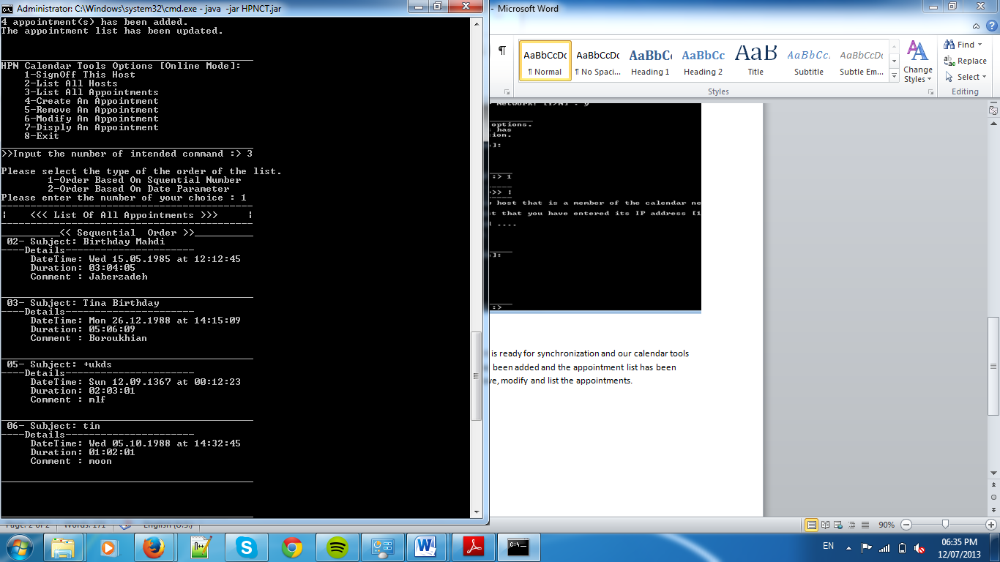 Administrator: C:\Windows\system32\cmd.exe - java -jar HPNCT.jar
4 appointment(s) has been added.
The appointment list has been updated.
HPN Calendar Tools Options [Online Mode]:
1-SignOff This Host
2-List All Hosts
3-List All Appointments
4-Create An Appointment
5-Remove An Appointment
6-Modify An Appointment
7-Disply An Appointment
8-Exit
>>Input the number of intended command :> 3
Please select the type of the order of the list.
1-Order Based On Squential Number
2-Order Based On Date Parameter
Please enter the number of your choice : 1
¦ <<< List Of All Appointments >>> ¦
__________<< Sequential Order >>__________
02- Subject: Birthday Mahdi
----Details----------------------
DateTime: Wed 15.05.1985 at 12:12:45
Duration: 03:04:05
Comment : Jaberzadeh
03- Subject: Tina Birthday
----Details----------------------
DateTime: Mon 26.12.1988 at 14:15:09
Duration: 05:06:09
Comment : Boroukhian
05- Subject: +ukds
----Details----------------------
DateTime: Sun 12.09.1367 at 00:12:23
Duration: 02:03:01
Comment : mlf
06- Subject: tin
----Details----------------------
DateTime: Wed 05.10.1988 at 14:32:45
Duration: 01:02:01
Comment : moon
- Microsoft Word
¶ AaBbCcDc AaBbCcDc AaBbCc AaBbCc AaB AaBbCc. AaBbCcDc
¶ Normal ¶ No Spaci... Heading 1 Heading 2 Title Subtitle Subtle Em...
Change Styles
Find
Replace
Select
Styles
Editing
options.
has
ion.
e]:
:> 1
>> ¦
host that is a member of the calendar ne
t that you have entered its IP address [1
----
e]:
:>
is ready for synchronization and our calendar tools
been added and the appointment list has been
ve, modify and list the appointments.
Page: 2 of 2 Words: 171 English (U.S.)
90%
EN
06:35 PM
12/07/2013